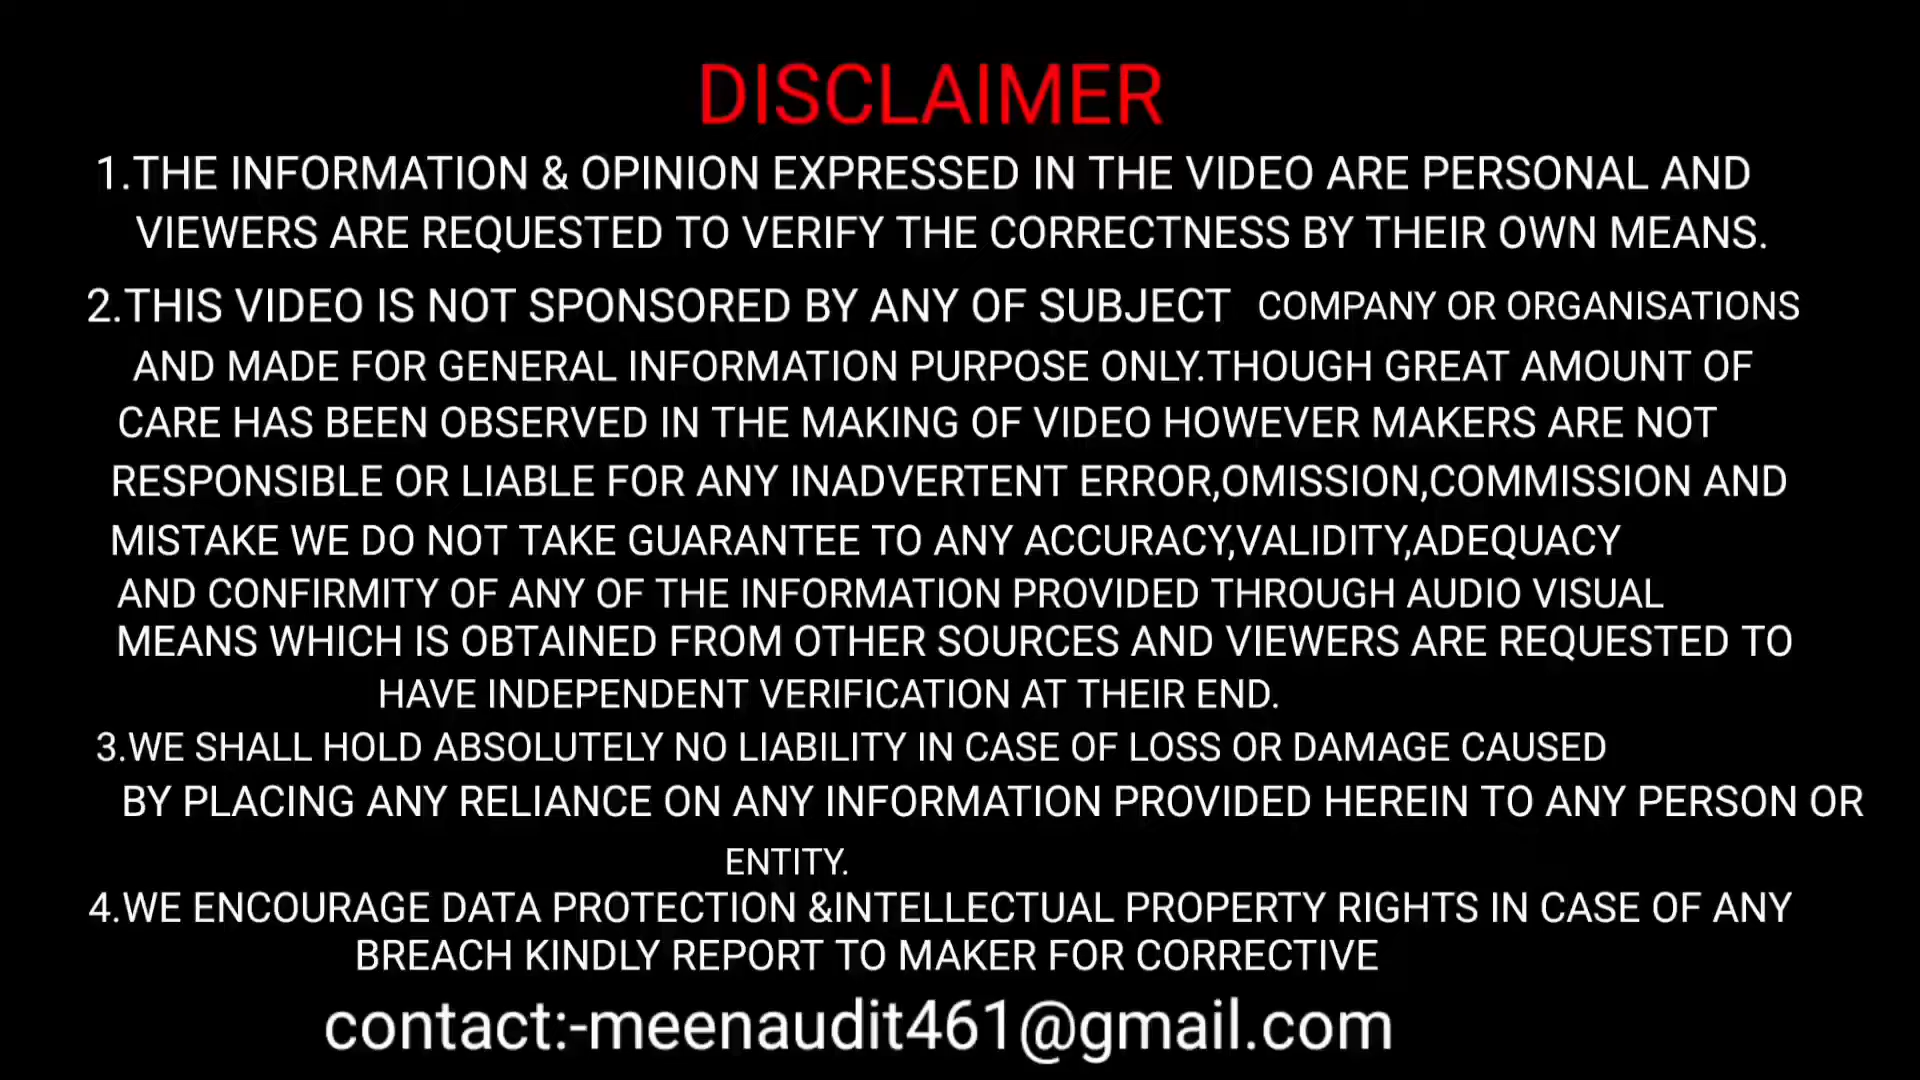 DISCLAIMER
1.THE INFORMATION & OPINION EXPRESSED IN THE VIDEO ARE PERSONAL AND
VIEWERS ARE REQUESTED TO VERIFY THE CORRECTNESS BY THEIR OWN MEANS.
2.THIS VIDEO IS NOT SPONSORED BY ANY OF SUBJECT COMPANY OR ORGANISATIONS
AND MADE FOR GENERAL INFORMATION PURPOSE ONLY.THOUGH GREAT AMOUNT OF
CARE HAS BEEN OBSERVED IN THE MAKING OF VIDEO HOWEVER MAKERS ARE NOT
RESPONSIBLE OR LIABLE FOR ANY INADVERTENT ERROR,OMISSION,COMMISSION AND
MISTAKE WE DO NOT TAKE GUARANTEE TO ANY ACCURACY,VALIDITY,ADEQUACY
AND CONFIRMITY OF ANY OF THE INFORMATION PROVIDED THROUGH AUDIO VISUAL
MEANS WHICH IS OBTAINED FROM OTHER SOURCES AND VIEWERS ARE REQUESTED TO
HAVE INDEPENDENT VERIFICATION AT THEIR END.
3.WE SHALL HOLD ABSOLUTELY NO LIABILITY IN CASE OF LOSS OR DAMAGE CAUSED
BY PLACING ANY RELIANCE ON ANY INFORMATION PROVIDED HEREIN TO ANY PERSON OR
ENTITY.
4.WE ENCOURAGE DATA PROTECTION &INTELLECTUAL PROPERTY RIGHTS IN CASE OF ANY
BREACH KINDLY REPORT TO MAKER FOR CORRECTIVE
contact:-meenaudit461@gmail.com